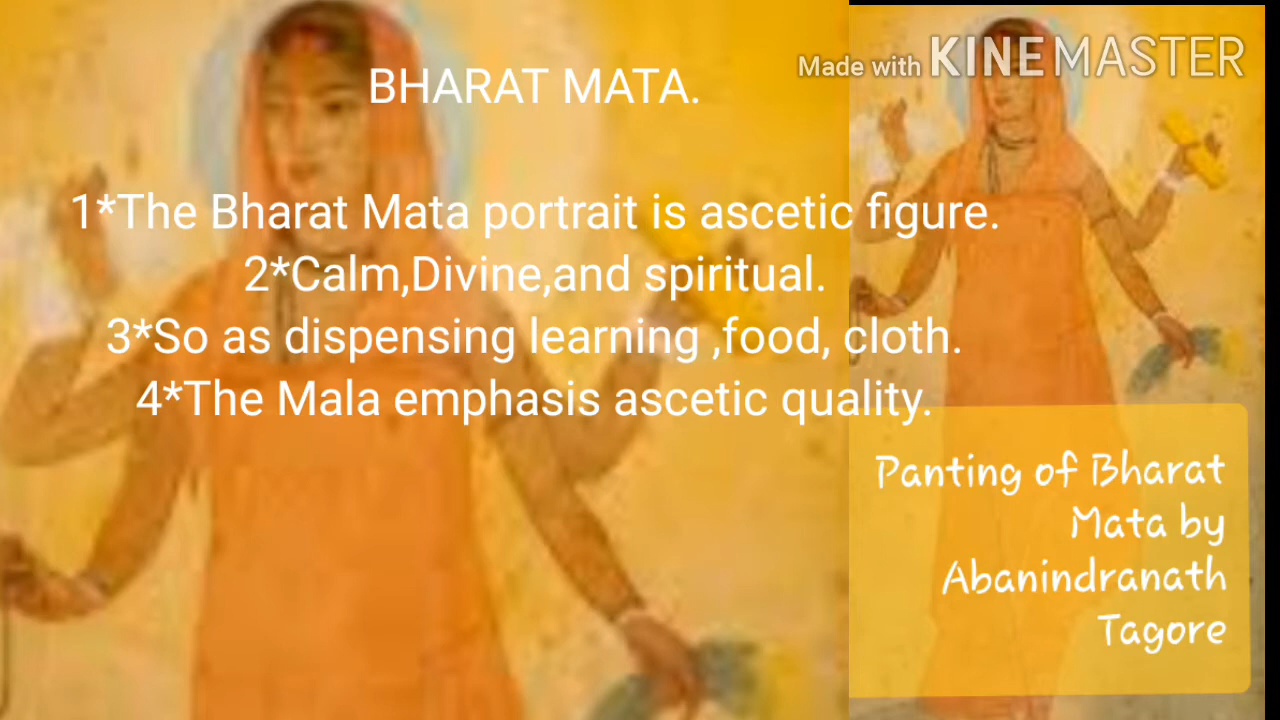 Made with KINEMASTER
BHARAT MATA.
1*The Bharat Mata portrait is ascetic figure.
2*Calm,Divine,and spiritual.
3*So as dispensing learning ,food, cloth.
4*The Mala emphasis ascetic quality.
Panting of Bharat
Mata by
Abanindranath
Tagore